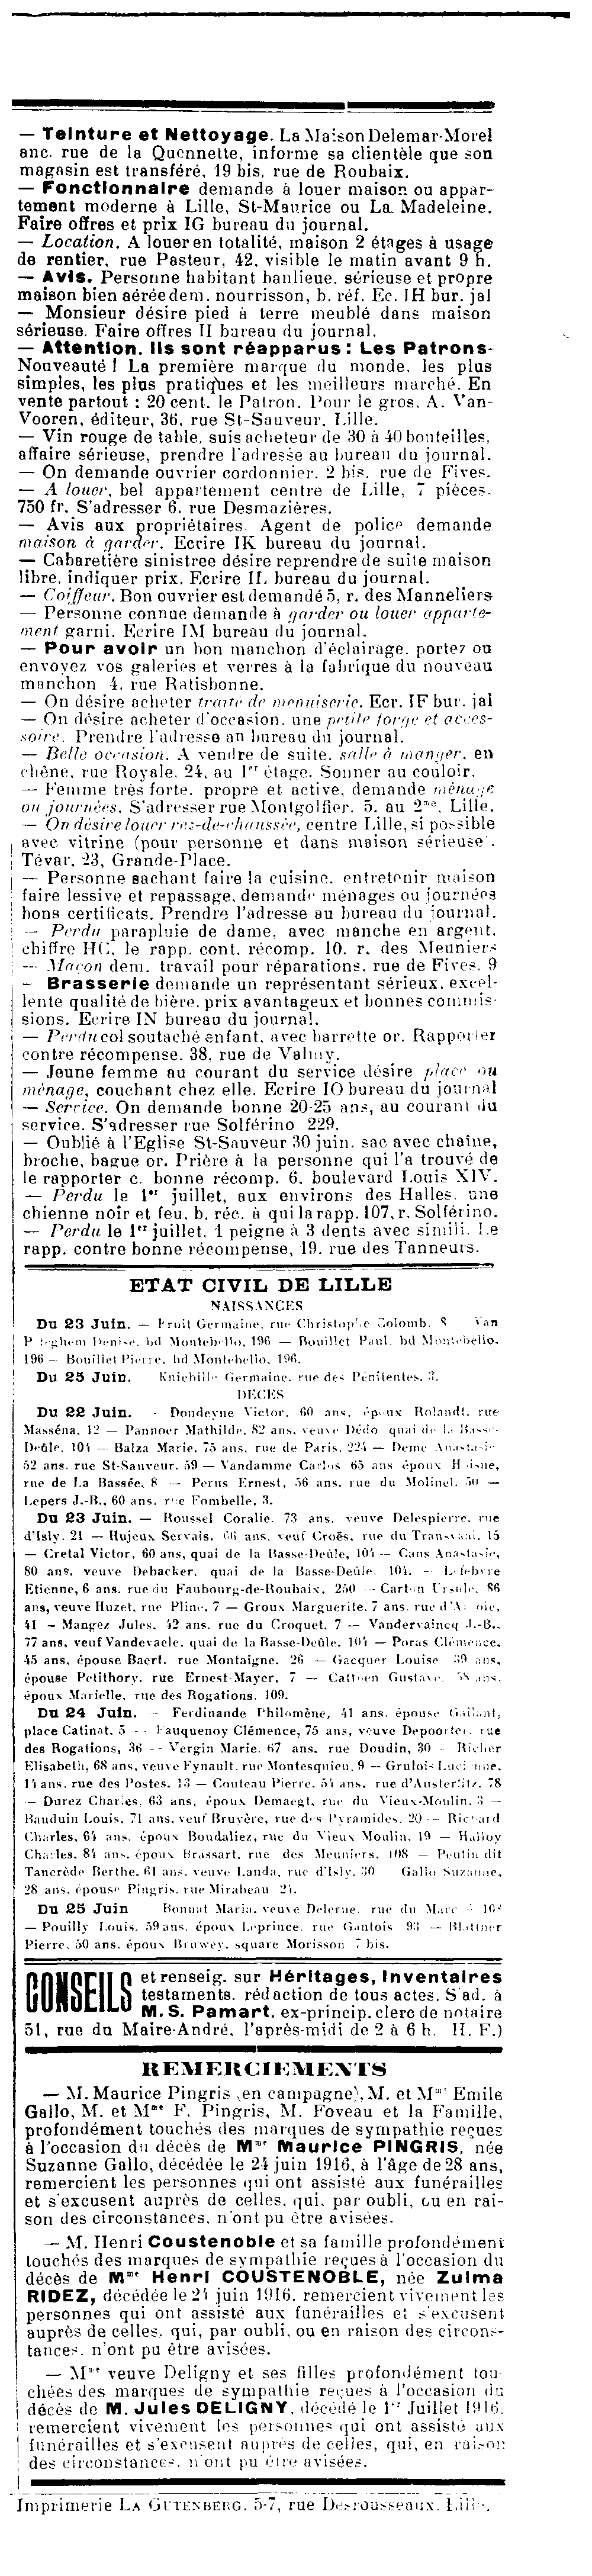 — Teinture et Nettoyage. La Maison Delemar-Morel
anc. rue de la Quennette, informe sa clientèle que son
magasin est transféré, 19 bis, rue de Roubaix.
— Fonctionnaire demande à louer maison ou appar-
tement moderne à Lille, St-Maurice ou La Madeleine.
Faire offres et prix IG bureau du journal.
— Location. A louer en totalité, maison 2 étages à usage
de rentier, rue Pasteur, 42, visible le matin avant 9 h.
— Avis. Personne habitant banlieue, sérieuse et propre
maison bien aérée dem. nourrisson, b. réf. Ec. IH bur. jal
— Monsieur désire pied à terre meublé dans maison
sérieuse. Faire offres II bureau du journal.
— Attention. Ils sont réapparus : Les Patrons-
Nouveauté ! La première marque du monde, les plus
simples, les plus pratiques et les meilleurs marché. En
vente partout : 20 cent. le Patron. Pour le gros, A. Van-
Vooren, éditeur, 36, rue St-Sauveur, Lille.
— Vin rouge de table, suis acheteur de 30 à 40 bouteilles,
affaire sérieuse, prendre l'adresse au bureau du journal.
— On demande ouvrier cordonnier, 2 bis, rue de Fives.
— A louer, bel appartement centre de Lille, 7 pièces,
750 fr. S'adresser 6, rue Desmazières.
— Avis aux propriétaires Agent de police demande
maison à garder. Ecrire IK bureau du journal.
— Cabaretière sinistree désire reprendre de suite maison
libre, indiquer prix. Ecrire IL bureau du journal.
— Coiffeur. Bon ouvrier est demandé 5, r. des Manneliers
— Personne connue demande à garder ou louer apparte-
ment garni. Ecrire IM bureau du journal.
— Pour avoir un bon manchon d'éclairage, portez ou
envoyez vos galeries et verres à la fabrique du nouveau
manchon 4, rue Ratisbonne.
— On désire acheter traité de menuiserie. Ecr. IF bur. jal
— On désire acheter d'occasion, une petite forge et acces-
soire. Prendre l'adresse au bureau du journal.
— Belle occasion. A vendre de suite, salle à manger, en
chêne, rue Royale, 24, au 1er étage. Sonner au couloir.
— Femme très forte, propre et active, demande ménage
ou journées. S'adresser rue Montgolfier, 5, au 2me, Lille.
— On désire louer rez-de-chaussée, centre Lille, si possible
avec vitrine (pour personne et dans maison sérieuse).
Tévar, 23, Grande-Place.
— Personne sachant faire la cuisine, entretenir maison
faire lessive et repassage, demande ménages ou journées
bons certificats. Prendre l'adresse au bureau du journal.
— Perdu parapluie de dame, avec manche en argent,
chiffre HC, le rapp. cont. récomp. 10, r. des Meuniers
— Maçon dem. travail pour réparations, rue de Fives, 9
— Brasserie demande un représentant sérieux, excel-
lente qualité de bière, prix avantageux et bonnes commis-
sions. Ecrire IN bureau du journal.
— Perdu col soutaché enfant, avec barrette or. Rapporter
contre récompense, 38, rue de Valmy.
— Jeune femme au courant du service désire place ou
ménage, couchant chez elle. Ecrire IO bureau du journal
— Service. On demande bonne 20-25 ans, au courant du
service. S'adresser rue Solférino 229.
— Oublié à l'Eglise St-Sauveur 30 juin, sac avec chaîne,
broche, bague or. Prière à la personne qui l'a trouvé de
le rapporter c. bonne récomp. 6, boulevard Louis XIV.
— Perdu le 1er juillet, aux environs des Halles, une
chienne noir et feu, b. réc. à qui la rapp. 107, r. Solférino.
— Perdu le 1er juillet, 1 peigne à 3 dents avec simili. Le
rapp. contre bonne récompense, 19, rue des Tanneurs.
ETAT CIVIL DE LILLE
NAISSANCES
Du 23 Juin. — Fruit Germaine, rue Christophe Colomb, 8 Van
Denise, bd Montebello, 196 — Bouillet Paul, bd Montebello,
196 — Bouillet Pierre, bd Montebello, 196.
Du 25 Juin. Kniebille Germaine, rue des Pénitentes, 3.
DECES
Du 22 Juin. - Dondeyne Victor, 60 ans, époux Rolandt, rue
Masséna, 12 — Pannoer Mathilde, 82 ans, veuve Dédo quai de la Basse-
Deûle, 104 — Balza Marie, 75 ans, rue de Paris, 224 — Deme Anastasie
52 ans, rue St-Sauveur, 59 — Vandamme Carlos 65 ans époux
rue de La Bassée, 8 — Perus Ernest, 56 ans, rue du Molinel, 50 —
Lepers J.-B., 60 ans, rue Fombelle, 3.
Du 23 Juin. — Roussel Coralie, 73 ans, veuve Delespierre, rue
d'Isly, 21 — Hujeux Servais, 66 ans, veuf Croës, rue du Transvaal, 15
— Cretal Victor, 60 ans, quai de la Basse-Deûle, 104 — Cans Anastasie,
80 ans, veuve Debacker, quai de la Basse-Deûle, 104. — Lefebvre
Etienne, 6 ans, rue du Faubourg-de-Roubaix, 250 — Carton Ursule, 86
ans, veuve Huzet, rue Pline, 7 — Groux Marguerite, 7 ans, rue
41 — Mangez Jules, 42 ans, rue du Croquet, 7 — Vandervaincq J.-B.,
77 ans, veuf Vandevaele, quai de la Basse-Deûle, 104 — Poras Clémence,
45 ans, épouse Baert, rue Montaigne, 26 — Gacquer Louise 39 ans,
épouse Petithory, rue Ernest-Mayer, 7 — Catteen Gustave, 58 ans,
époux Marielle, rue des Rogations, 109.
Du 24 Juin. — Ferdinande Philomène, 41 ans, épouse Gallant,
place Catinat, 5 — Fauquenoy Clémence, 75 ans, veuve Depoorter, rue
des Rogations, 36 — Vergin Marie, 67 ans, rue Doudin, 30 - Richer
Elisabeth, 68 ans, veuve Fynault, rue Montesquieu, 9 — Grulois Lucienne,
14 ans, rue des Postes, 13 — Couteau Pierre, 54 ans, rue d'Austerlitz, 78
— Durez Charles, 63 ans, époux Demaegt, rue du Vieux-Moulin, 3 —
Bauduin Louis, 71 ans, veuf Bruyère, rue des Pyramides, 20 — Richard
Charles, 64 ans, époux Boudaliez, rue du Vieux Moulin, 19 — Halloy
Charles, 84 ans, époux Brassart, rue des Meuniers, 108 — Peutin dit
Tancrède Berthe, 61 ans, veuve Landa, rue d'Isly, 30 Gallo Suzanne,
28 ans, épouse Pingris, rue Mirabeau 24.
Du 25 Juin Bonnat Maria, veuve Delerue, rue du
— Pouilly Louis, 59 ans, époux Leprince, rue Gantois 93 — Blattner
Pierre, 50 ans, époux Bruwey, square Morisson 7 bis.
CONSEILS et renseig. sur Héritages, Inventaires
testaments, rédaction de tous actes. S'ad. à
M. S. Pamart, ex-princip. clerc de notaire
51, rue du Maire-André, l'après-midi de 2 à 6 h. H. F.)
REMERCIEMENTS
— M. Maurice Pingris (en campagne), M. et Mme Emile
Gallo, M. et Mme F. Pingris, M. Foveau et la Famille,
profondément touchés des marques de sympathie reçues
à l'occasion du décès de Mme Maurice PINGRIS, née
Suzanne Gallo, décédée le 24 juin 1916, à l'âge de 28 ans,
remercient les personnes qui ont assisté aux funérailles
et s'excusent auprès de celles, qui, par oubli, ou en rai-
son des circonstances, n'ont pu être avisées.
— M. Henri Coustenoble et sa famille profondément
touchés des marques de sympathie reçues à l'occasion du
décès de Mme Henri COUSTENOBLE, née Zulma
RIDEZ, décédée le 24 juin 1916, remercient vivement les
personnes qui ont assisté aux funérailles et s'excusent
auprès de celles, qui, par oubli, ou en raison des circons-
tances, n'ont pu être avisées.
— Mme veuve Deligny et ses filles profondément tou-
chées des marques de sympathie reçues à l'occasion du
décès de M. Jules DELIGNY, décédé le 1er Juillet 1916,
remercient vivement les personnes qui ont assisté aux
funérailles et s'excusent auprès de celles, qui, en raison
des circonstances, n'ont pu être avisées.
Imprimerie LA GUTENBERG, 5-7, rue Desrousseaux, Lille.